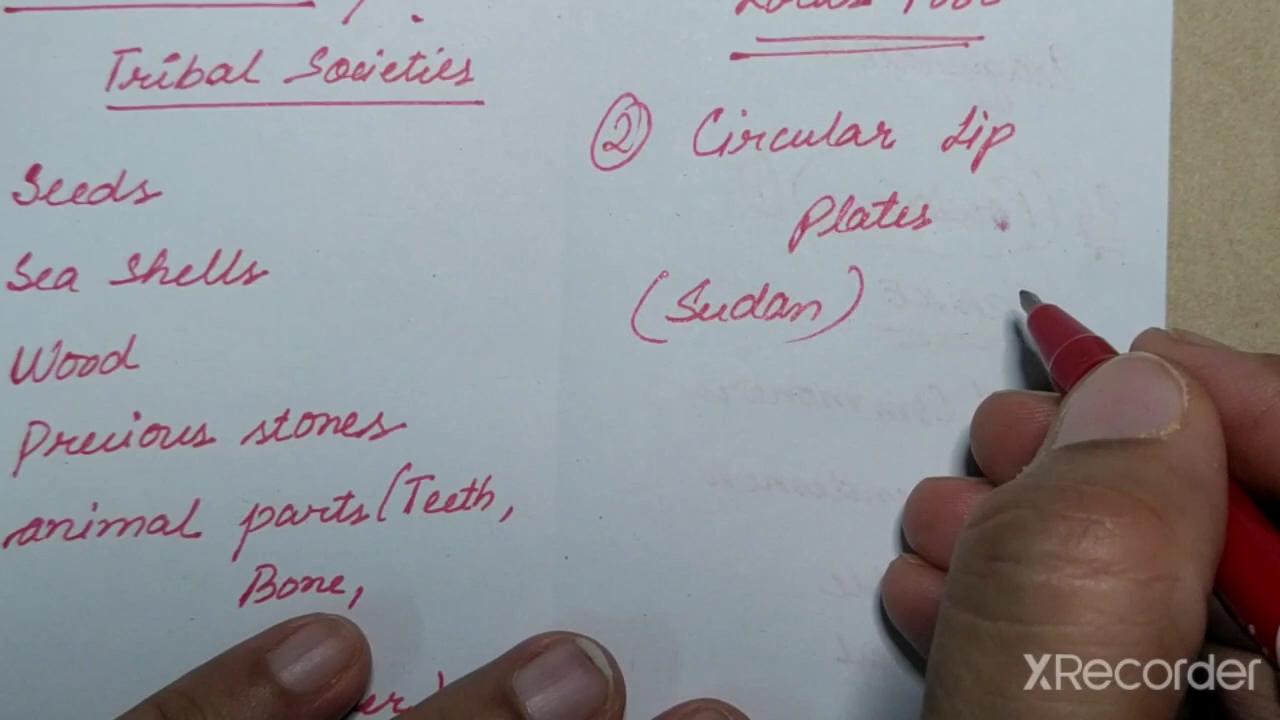 Tribal Societies
Seeds
Sea shells
Wood
Precious stones
animal parts (Teeth,
Bone,
② Circular Lip
Plates
(Sudan)
XRecorder